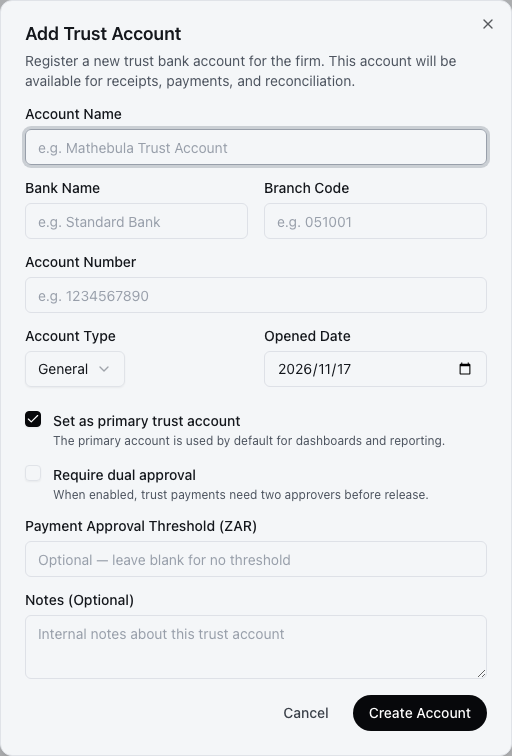 Add Trust Account
Register a new trust bank account for the firm. This account will be
available for receipts, payments, and reconciliation.
Account Name
e.g. Mathebula Trust Account
Bank Name
Branch Code
e.g. Standard Bank
e.g. 051001
Account Number
e.g. 1234567890
Account Type
Opened Date
General
2026/11/17
Set as primary trust account
The primary account is used by default for dashboards and reporting.
Require dual approval
When enabled, trust payments need two approvers before release.
Payment Approval Threshold (ZAR)
Optional — leave blank for no threshold
Notes (Optional)
Internal notes about this trust account
Cancel
Create Account